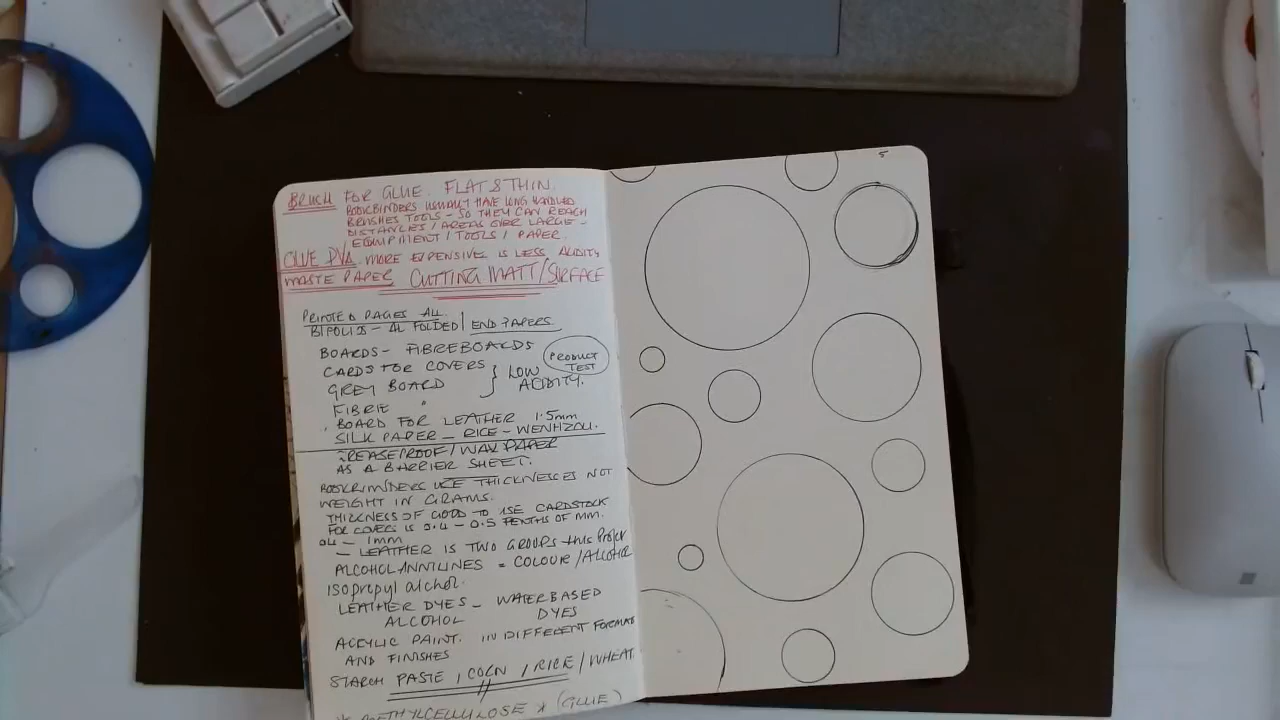 BRUSH FOR GLUE. FLAT & THIN.
BOOKBINDERS USUALLY HAVE LONG HANDLED
BRUSHES TOOLS - SO THEY CAN REACH
DISTANCES / AREAS OVER LARGE -
EQUIPMENT / TOOLS / PAPER.
GLUE PVA. MORE EXPENSIVE IS LESS ACIDITY
WASTE PAPER CUTTING MATT/SURFACE
PRINTED PAGES ALL
BIFOLIOS - FOLDED / END PAPERS.
BOARDS - FIBREBOARDS
CARDS FOR COVERS
GREY BOARD } LOW ACIDITY.
PRODUCT TEST
FIBRE "
BOARD FOR LEATHER 1.5mm
SILK PAPER - RICE - WENHZOU.
GREASEPROOF / WAX PAPER
AS A BARRIER SHEET.
BOOKBINDERS USE THICKNESSES NOT
WEIGHT IN GRAMS.
THICKNESS OF GOOD TO USE CARDSTOCK
FOR COVERS IS 0.4 - 0.5 TENTHS OF MM.
0.4 - 1mm
- LEATHER IS TWO GROUPS this Project
ALCOHOL = COLOUR / ALCOHOL
Isopropyl alchol.
LEATHER DYES - WATERBASED
ALCOHOL DYES
ACRYLIC PAINT. IN DIFFERENT FORMATS
AND FINISHES
STARCH PASTE, CORN, RICE / WHEAT.
* METHYLCELLULOSE * (GLUE)
5